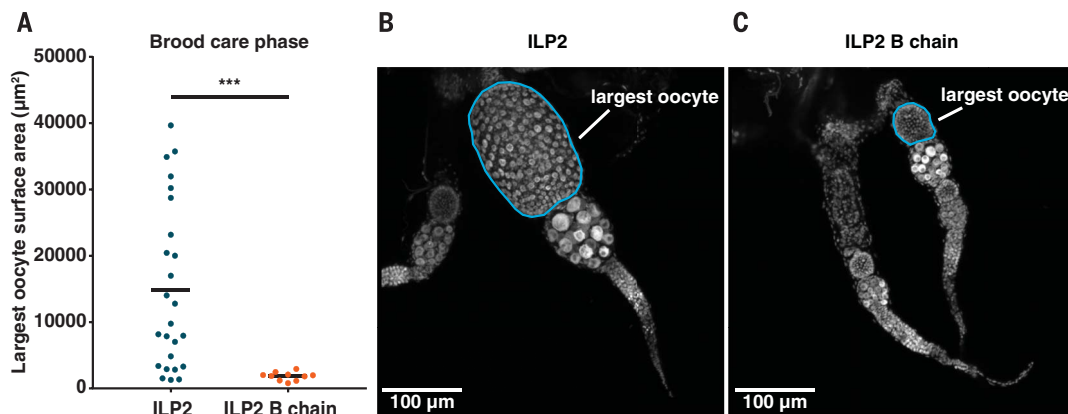 A
Brood care phase
Largest oocyte surface area (µm²)
50000
40000
30000
20000
10000
0
***
ILP2
ILP2 B chain
B
ILP2
largest oocyte
100 µm
C
ILP2 B chain
largest oocyte
100 µm